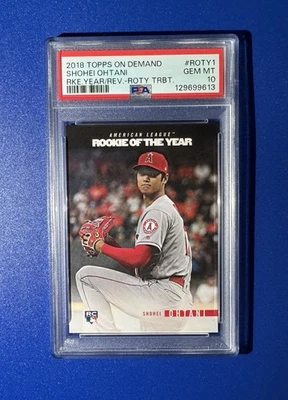 2018 TOPPS ON DEMAND #ROTY1
SHOHEI OHTANI GEM MT
RKE.YEAR/REV.-ROTY TRBT. 10
PSA 129699613
AMERICAN LEAGUE™
ROOKIE OF THE YEAR
RC
SHOHEI OHTANI